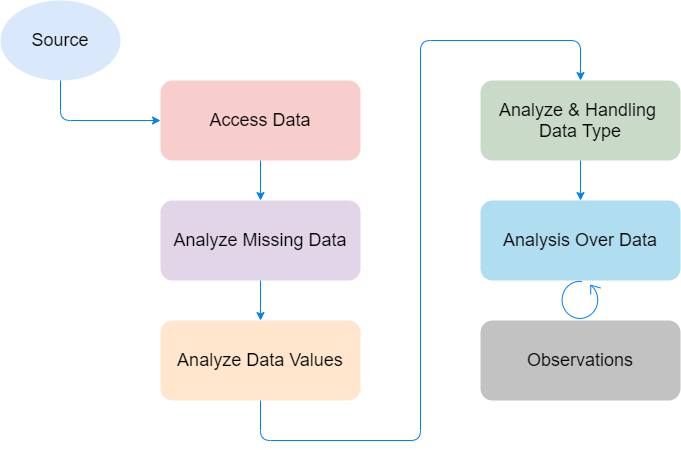 Source
Access Data
Analyze Missing Data
Analyze Data Values
Analyze & Handling
Data Type
Analysis Over Data
Observations